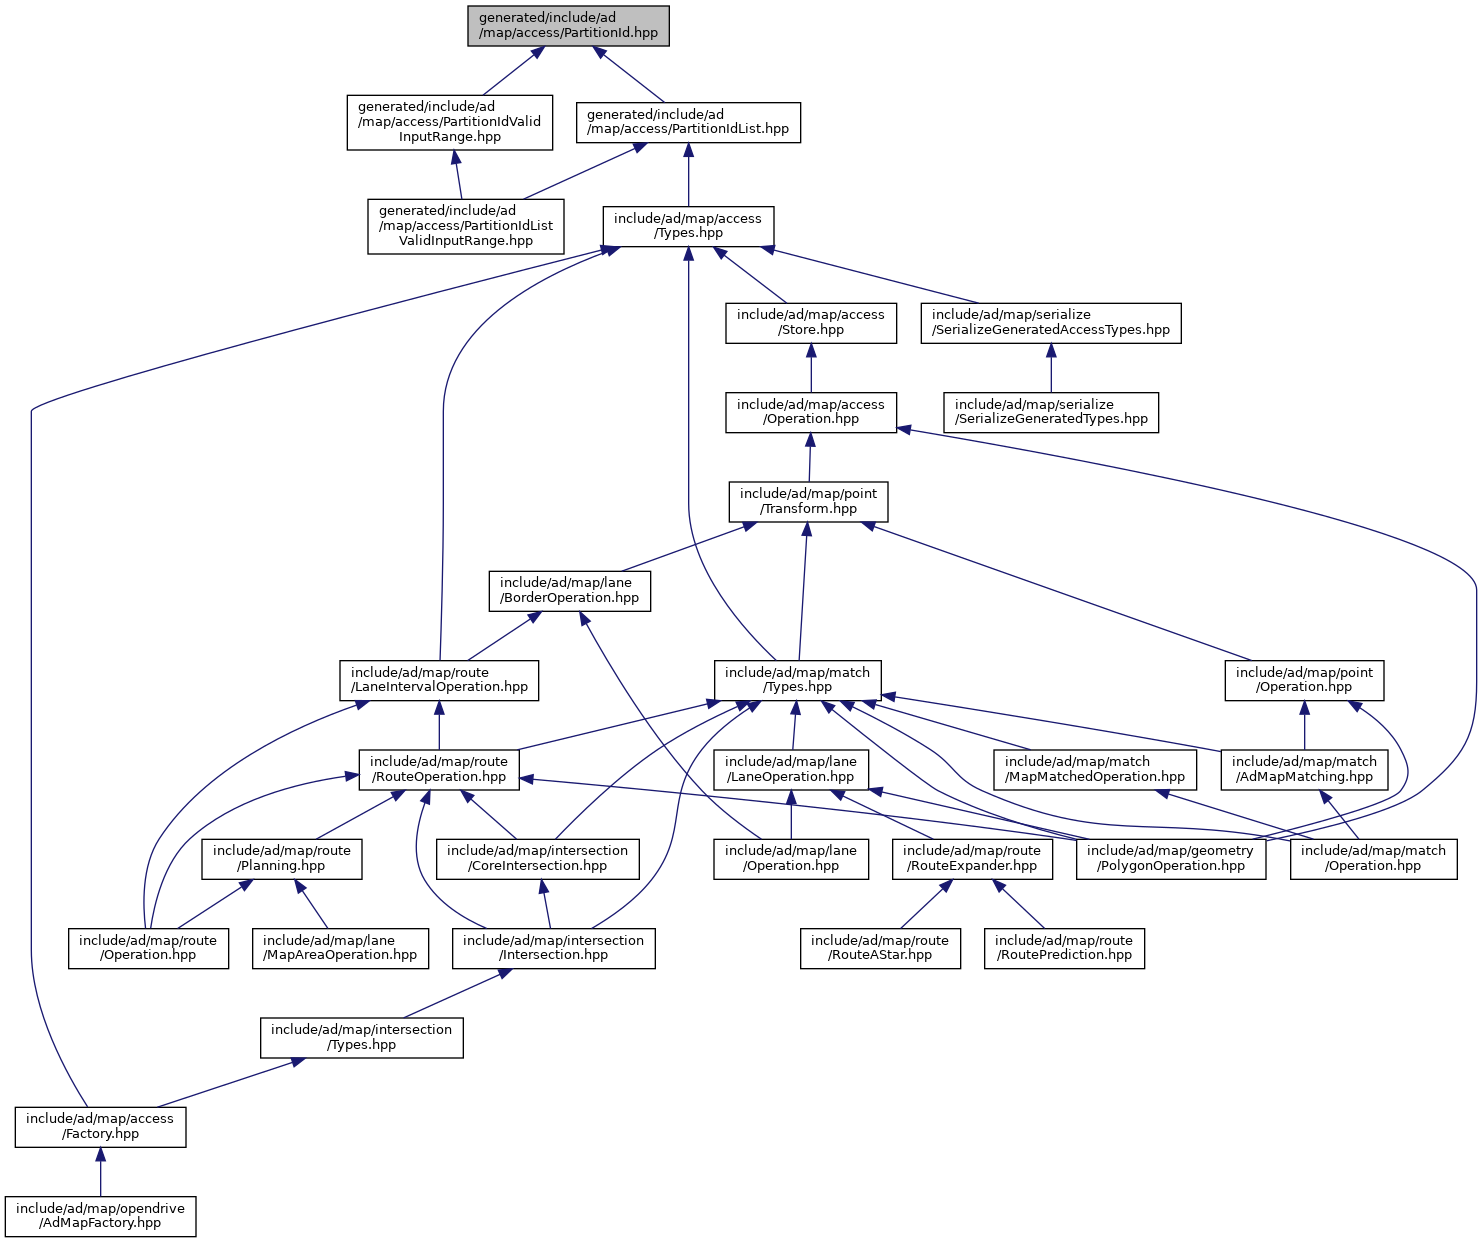 generated/include/ad
/map/access/PartitionId.hpp
generated/include/ad
/map/access/PartitionIdValid
InputRange.hpp
generated/include/ad
/map/access/PartitionIdList.hpp
generated/include/ad
/map/access/PartitionIdList
ValidInputRange.hpp
include/ad/map/access
/Types.hpp
include/ad/map/access
/Store.hpp
include/ad/map/serialize
/SerializeGeneratedAccessTypes.hpp
include/ad/map/access
/Operation.hpp
include/ad/map/serialize
/SerializeGeneratedTypes.hpp
include/ad/map/point
/Transform.hpp
include/ad/map/lane
/BorderOperation.hpp
include/ad/map/route
/LaneIntervalOperation.hpp
include/ad/map/match
/Types.hpp
include/ad/map/point
/Operation.hpp
include/ad/map/route
/RouteOperation.hpp
include/ad/map/lane
/LaneOperation.hpp
include/ad/map/match
/MapMatchedOperation.hpp
include/ad/map/match
/AdMapMatching.hpp
include/ad/map/route
/Planning.hpp
include/ad/map/intersection
/CoreIntersection.hpp
include/ad/map/lane
/Operation.hpp
include/ad/map/route
/RouteExpander.hpp
include/ad/map/geometry
/PolygonOperation.hpp
include/ad/map/match
/Operation.hpp
include/ad/map/route
/Operation.hpp
include/ad/map/lane
/MapAreaOperation.hpp
include/ad/map/intersection
/Intersection.hpp
include/ad/map/route
/RouteAStar.hpp
include/ad/map/route
/RoutePrediction.hpp
include/ad/map/intersection
/Types.hpp
include/ad/map/access
/Factory.hpp
include/ad/map/opendrive
/AdMapFactory.hpp